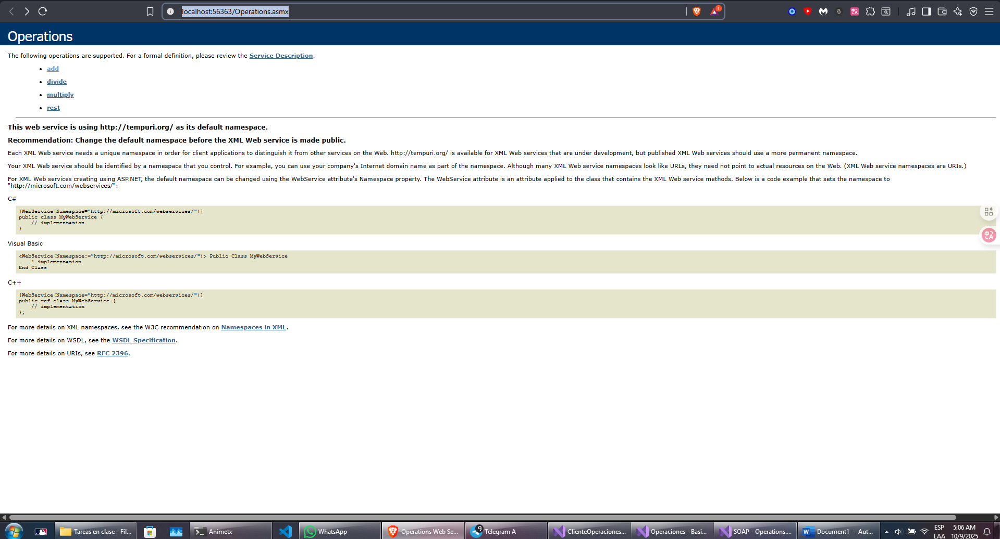 localhost:56363/Operations.asmx
1
Operations
The following operations are supported. For a formal definition, please review the Service Description.
add
divide
multiply
rest
This web service is using http://tempuri.org/ as its default namespace.
Recommendation: Change the default namespace before the XML Web service is made public.
Each XML Web service needs a unique namespace in order for client applications to distinguish it from other services on the Web. http://tempuri.org/ is available for XML Web services that are under development, but published XML Web services should use a more permanent namespace.
Your XML Web service should be identified by a namespace that you control. For example, you can use your company's Internet domain name as part of the namespace. Although many XML Web service namespaces look like URLs, they need not point to actual resources on the Web. (XML Web service namespaces are URIs.)
For XML Web services creating using ASP.NET, the default namespace can be changed using the WebService attribute's Namespace property. The WebService attribute is an attribute applied to the class that contains the XML Web service methods. Below is a code example that sets the namespace to
"http://microsoft.com/webservices/":
C#
[WebService(Namespace="http://microsoft.com/webservices/")]
public class MyWebService {
    // implementation
}
Visual Basic
<WebService(Namespace:="http://microsoft.com/webservices/")> Public Class MyWebService
    ' implementation
End Class
C++
[WebService(Namespace="http://microsoft.com/webservices/")]
public ref class MyWebService {
    // implementation
};
For more details on XML namespaces, see the W3C recommendation on Namespaces in XML.
For more details on WSDL, see the WSDL Specification.
For more details on URIs, see RFC 2396.
Tareas en clase - Fil...
Animetx
WhatsApp
Operations Web Se...
9
Telegram A
ClienteOperaciones...
Operaciones - Basi...
SOAP - Operations....
Document1 - Aut...
ESP
LAA
5:06 AM
10/9/2025